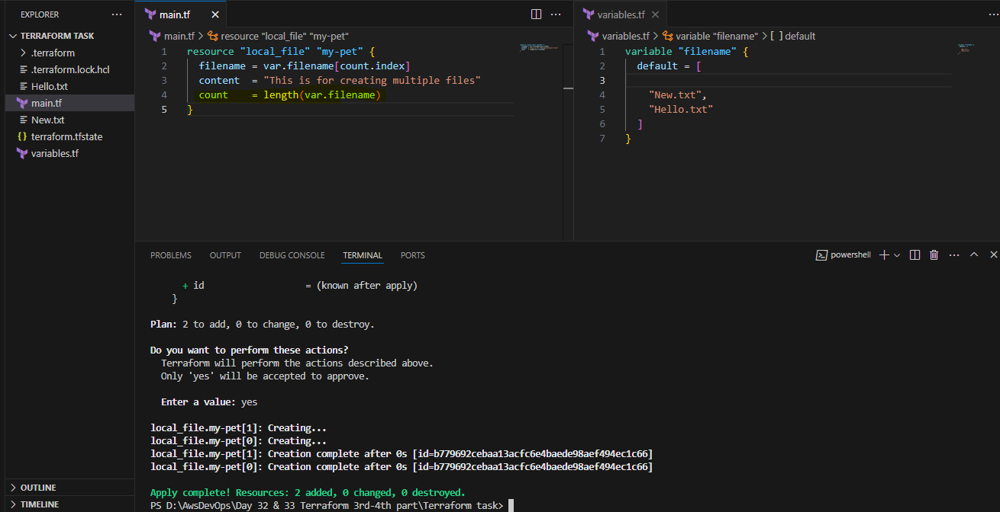 EXPLORER ...
TERRAFORM TASK
.terraform
.terraform.lock.hcl
Hello.txt
main.tf
New.txt
{} terraform.tfstate
variables.tf
OUTLINE
TIMELINE
main.tf
main.tf > resource "local_file" "my-pet"
1 resource "local_file" "my-pet" {
2 filename = var.filename[count.index]
3 content = "This is for creating multiple files"
4 count = length(var.filename)
5 }
variables.tf
variables.tf > variable "filename" > [ ] default
1 variable "filename" {
2 default = [
3
4 "New.txt",
5 "Hello.txt"
6 ]
7 }
PROBLEMS OUTPUT DEBUG CONSOLE TERMINAL PORTS
powershell
+ id = (known after apply)
}
Plan: 2 to add, 0 to change, 0 to destroy.
Do you want to perform these actions?
Terraform will perform the actions described above.
Only 'yes' will be accepted to approve.
Enter a value: yes
local_file.my-pet[1]: Creating...
local_file.my-pet[0]: Creating...
local_file.my-pet[1]: Creation complete after 0s [id=b779692cebaa13acfc6e4baede98aef494ec1c66]
local_file.my-pet[0]: Creation complete after 0s [id=b779692cebaa13acfc6e4baede98aef494ec1c66]
Apply complete! Resources: 2 added, 0 changed, 0 destroyed.
PS D:\AwsDevOps\Day 32 & 33 Terraform 3rd-4th part\Terraform task>